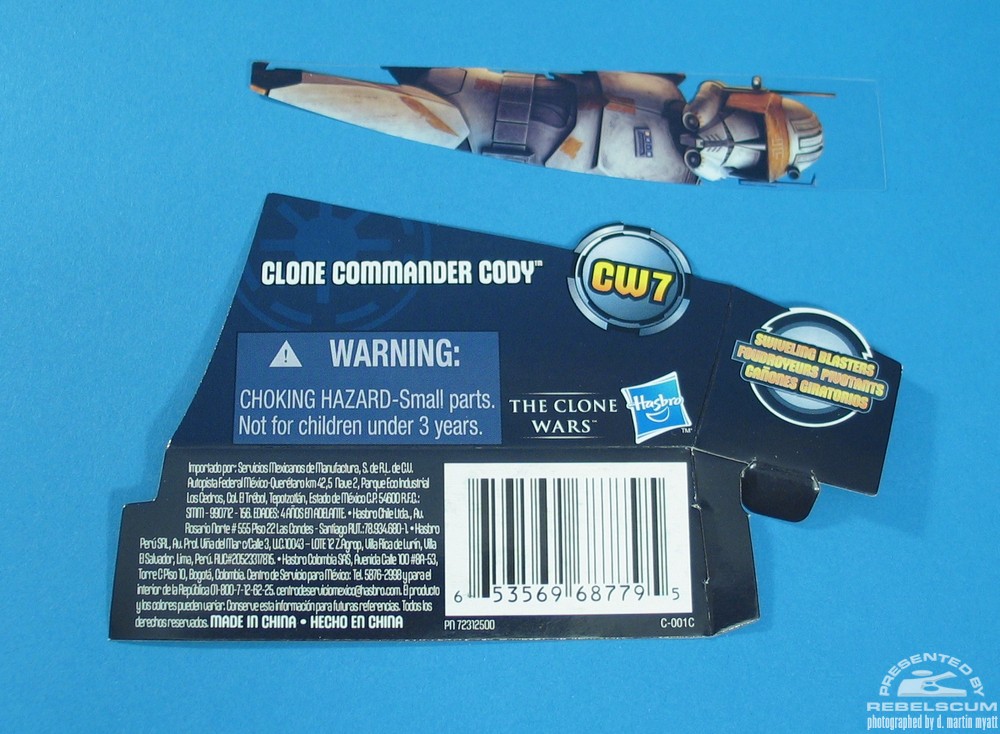 CLONE COMMANDER CODY™
CW7
SWIVELING BLASTERS
FOUDROYEURS PIVOTANTS
CAÑONES GIRATORIOS
WARNING:
CHOKING HAZARD-Small parts.
Not for children under 3 years.
THE CLONE
WARS™
Hasbro
TM
Importado por: Servicios Mexicanos de Manufactura, S. de R.L. de C.V.
Autopista Federal México-Querétaro km 42,5 Nave 2, Parque Eco Industrial
Los Cedros, Col. El Trébol, Tepotzotlán, Estado de México C.P. 54600 R.F.C.:
SMM - 990712 - 1S6. EDADES: 4 AÑOS EN ADELANTE. • Hasbro Chile Ltda., Av.
Rosario Norte # 555 Piso 22 Las Condes - Santiago RUT.:78.934.680-1. • Hasbro
Perú SRL, Av. Prol. Viña del Mar o Calle 3, U.C.10043 - LOTE 12 Z.Agrop, Villa Rica de Lurín, Villa
El Salvador, Lima, Perú. RUC#20523317815. • Hasbro Colombia SAS, Avenida Calle 100 #8A-53,
Torre C Piso 10, Bogotá, Colombia. Centro de Servicio para México: Tel. 5876-2998 y para el
interior de la República 01-800-7-12-62-25. centrodeserviciomexico@hasbro.com. El producto
y los colores pueden variar. Conserve esta información para futuras referencias. Todos los
derechos reservados. MADE IN CHINA • HECHO EN CHINA
6 53569 68779 5
PN 72312500
C-001C
PRESENTED BY
REBELSCUM
photographed by d. martin myatt